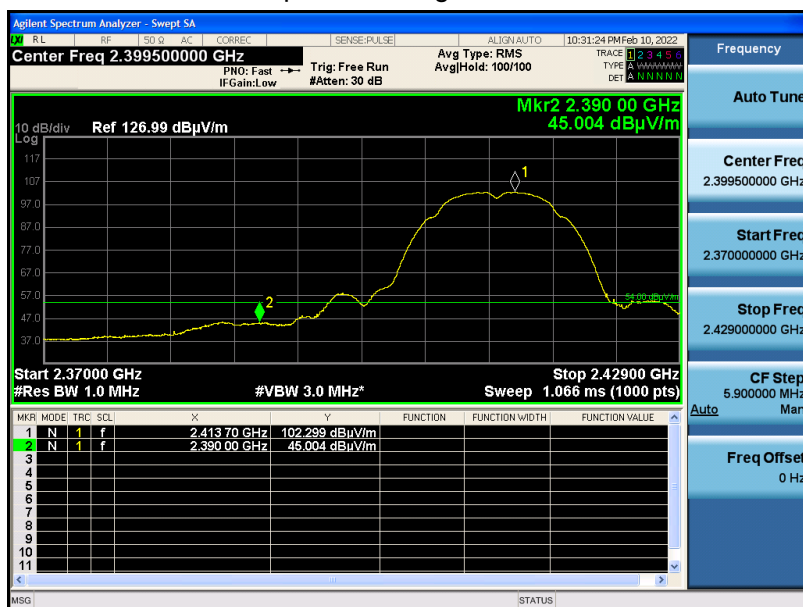 Agilent Spectrum Analyzer - Swept SA
LXI RL RF 50 Ω AC CORREC SENSE:PULSE ALIGN AUTO 10:31:24 PM Feb 10, 2022
Center Freq 2.399500000 GHz
PNO: Fast
IFGain:Low
Trig: Free Run
#Atten: 30 dB
Avg Type: RMS
Avg|Hold: 100/100
TRACE 1 2 3 4 5 6
TYPE A WWWWW
DET A N N N N N
Mkr2 2.390 00 GHz
45.004 dBµV/m
10 dB/div Ref 126.99 dBµV/m
Log
117
107
97.0
87.0
77.0
67.0
57.0
47.0
37.0
1
2
54.00 dBµV/m
Start 2.37000 GHz Stop 2.42900 GHz
#Res BW 1.0 MHz #VBW 3.0 MHz* Sweep 1.066 ms (1000 pts)
MKR MODE TRC SCL X Y FUNCTION FUNCTION WIDTH FUNCTION VALUE
1 N 1 f 2.413 70 GHz 102.299 dBµV/m
2 N 1 f 2.390 00 GHz 45.004 dBµV/m
3
4
5
6
7
8
9
10
11
MSG STATUS
Frequency
Auto Tune
Center Freq
2.399500000 GHz
Start Freq
2.370000000 GHz
Stop Freq
2.429000000 GHz
CF Step
5.900000 MHz
Auto Man
Freq Offset
0 Hz